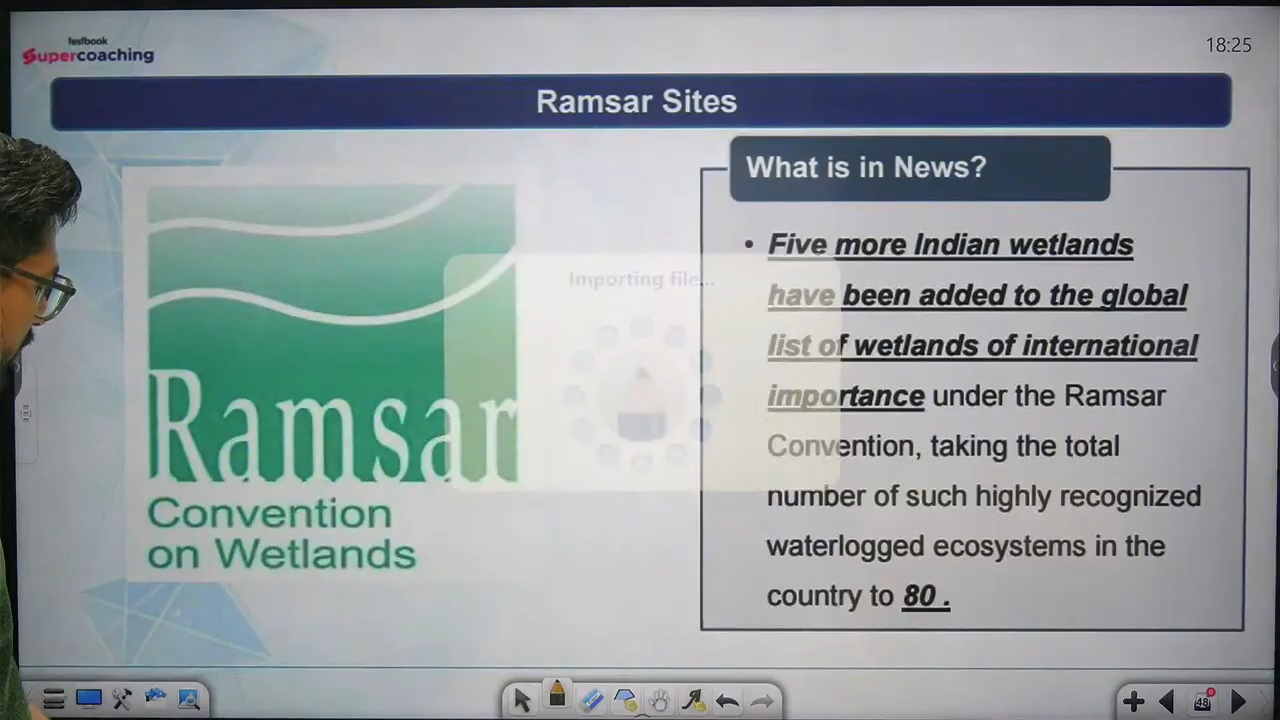 testbook
Supercoaching
18:25
Ramsar Sites
What is in News?
• Five more Indian wetlands
have been added to the global
list of wetlands of international
importance under the Ramsar
Convention, taking the total
number of such highly recognized
waterlogged ecosystems in the
country to 80 .
Importing file...
Ramsar
Convention
on Wetlands
48